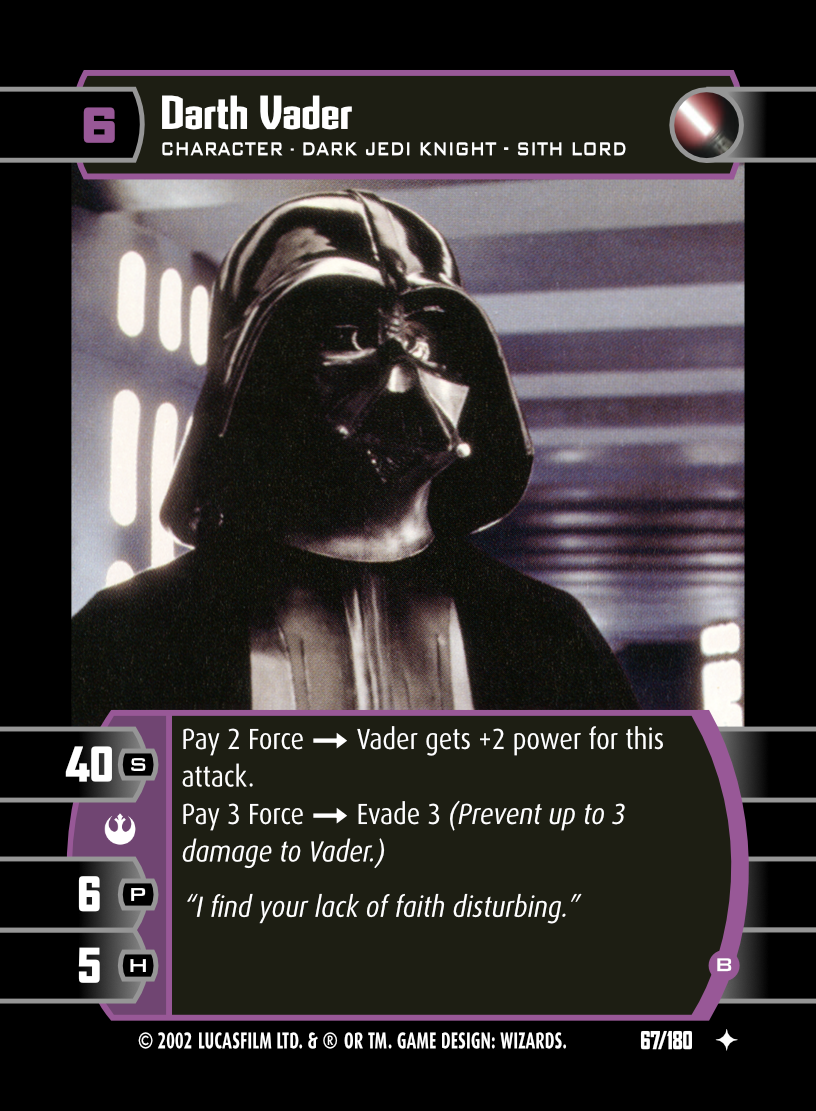 6
Darth Vader
CHARACTER · DARK JEDI KNIGHT - SITH LORD
Pay 2 Force → Vader gets +2 power for this
attack.
Pay 3 Force → Evade 3 (Prevent up to 3
damage to Vader.)
“I find your lack of faith disturbing.”
40 S
6 P
5 H
B
© 2002 LUCASFILM LTD. & ® OR TM. GAME DESIGN: WIZARDS.
67/180